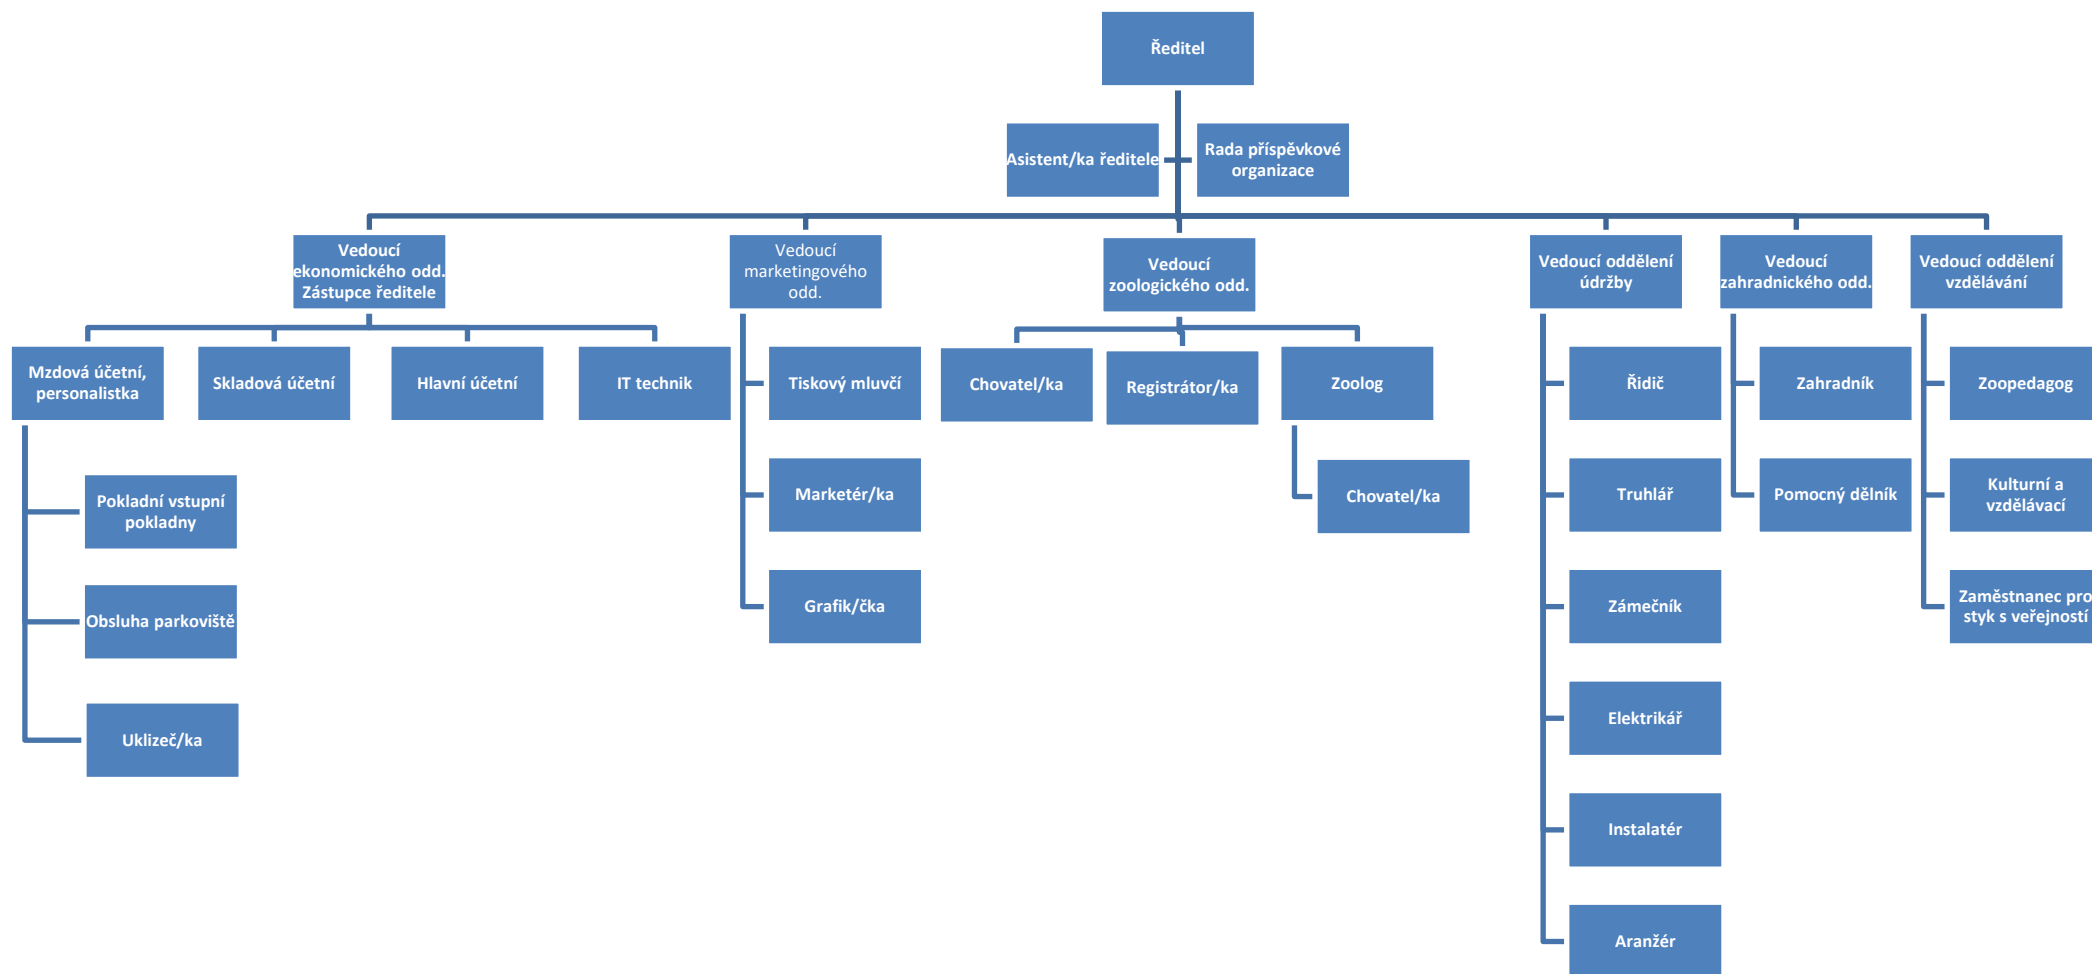 Ředitel
Asistent/ka ředitele
Rada příspěvkové
organizace
Vedoucí
ekonomického odd.
Zástupce ředitele
Vedoucí
marketingového
odd.
Vedoucí
zoologického odd.
Vedoucí oddělení
údržby
Vedoucí
zahradnického odd.
Vedoucí oddělení
vzdělávání
Mzdová účetní,
personalistka
Skladová účetní
Hlavní účetní
IT technik
Tiskový mluvčí
Chovatel/ka
Registrátor/ka
Zoolog
Řidič
Zahradník
Zoopedagog
Pokladní vstupní
pokladny
Marketér/ka
Chovatel/ka
Truhlář
Pomocný dělník
Kulturní a
vzdělávací
Obsluha parkoviště
Grafik/čka
Zámečník
Zaměstnanec pro
styk s veřejností
Uklizeč/ka
Elektrikář
Instalatér
Aranžér